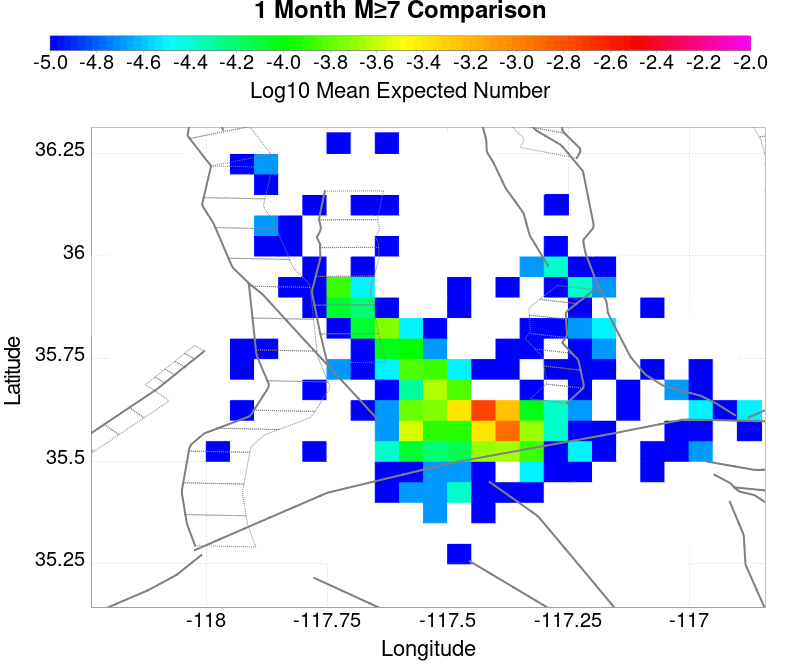 1 Month M≥7 Comparison
-5.0 -4.8 -4.6 -4.4 -4.2 -4.0 -3.8 -3.6 -3.4 -3.2 -3.0 -2.8 -2.6 -2.4 -2.2 -2.0
Log10 Mean Expected Number
36.25
36
35.75
35.5
35.25
Latitude
-118 -117.75 -117.5 -117.25 -117
Longitude